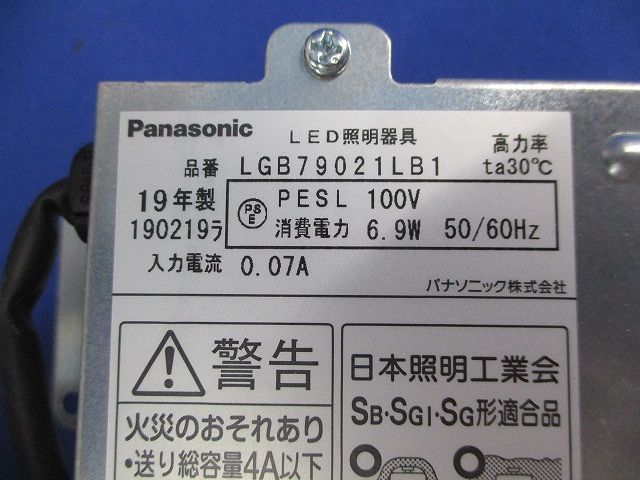 Panasonic LED照明器具 高力率
品番 LGB79021LB1 ta30℃
19年製 PS E PESL 100V
190219ﾗ 消費電力 6.9W 50/60Hz
入力電流 0.07A
パナソニック株式会社
警告
火災のおそれあり
・送り総容量4A以下
日本照明工業会
SB・SGI・SG形適合品